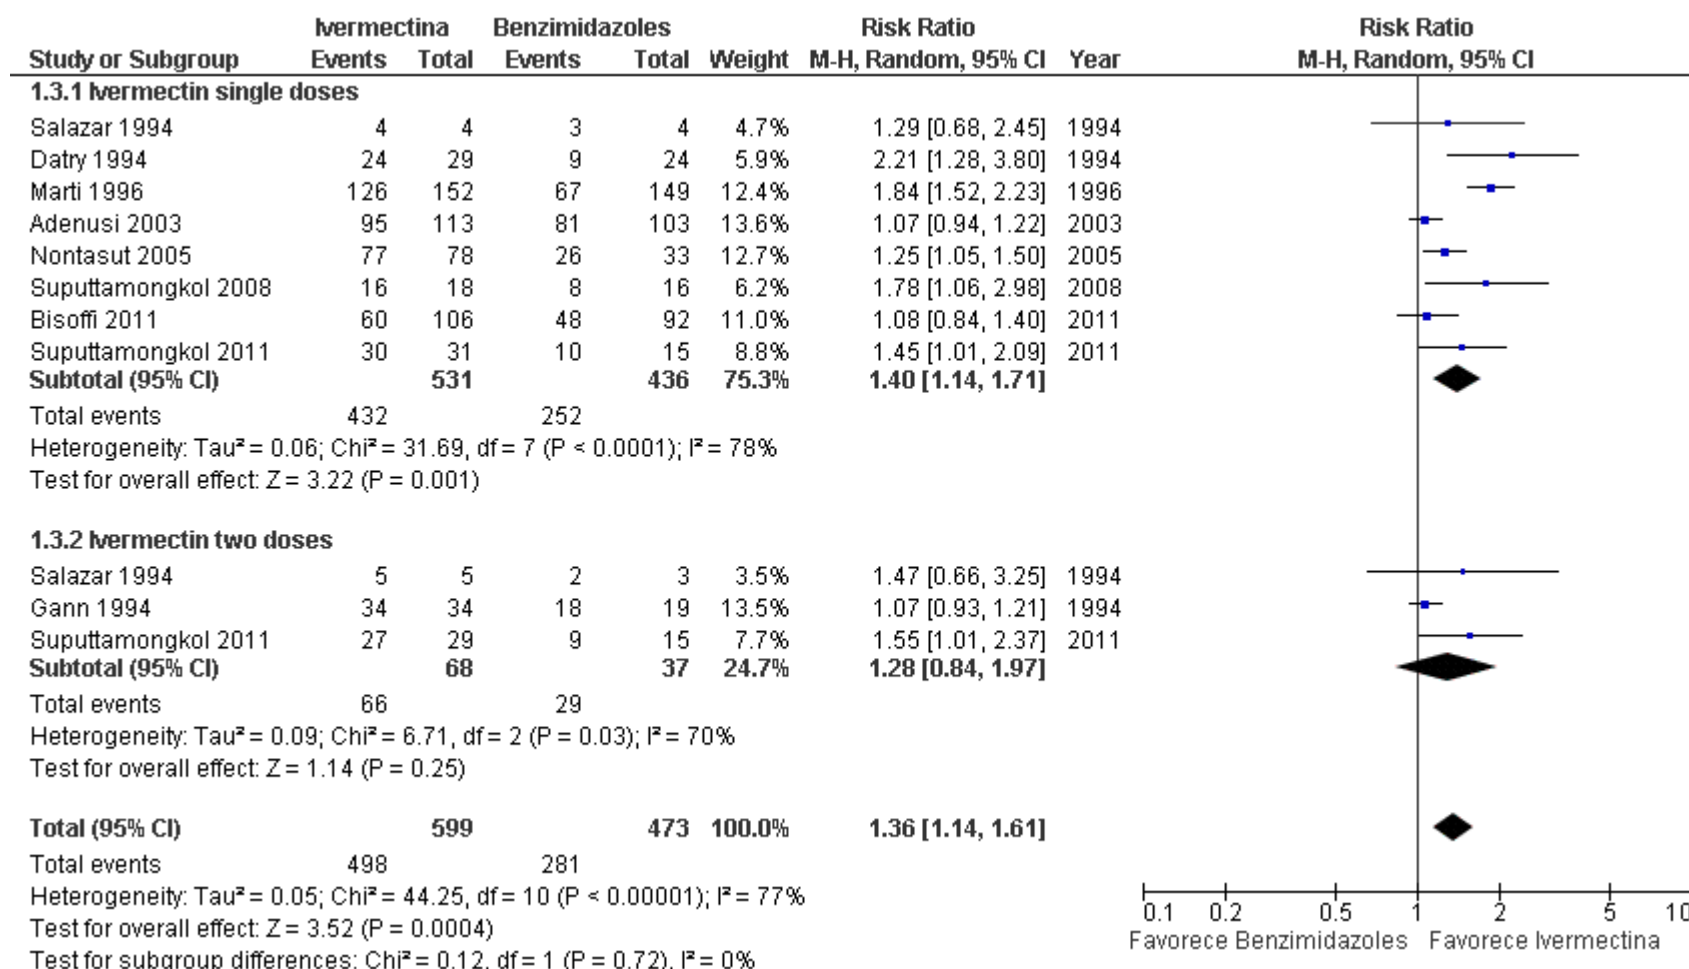 Ivermectina Benzimidazoles Risk Ratio Risk Ratio
Study or Subgroup Events Total Events Total Weight M-H, Random, 95% CI Year M-H, Random, 95% CI
1.3.1 Ivermectin single doses
Salazar 1994 4 4 3 4 4.7% 1.29 [0.68, 2.45] 1994
Datry 1994 24 29 9 24 5.9% 2.21 [1.28, 3.80] 1994
Marti 1996 126 152 67 149 12.4% 1.84 [1.52, 2.23] 1996
Adenusi 2003 95 113 81 103 13.6% 1.07 [0.94, 1.22] 2003
Nontasut 2005 77 78 26 33 12.7% 1.25 [1.05, 1.50] 2005
Suputtamongkol 2008 16 18 8 16 6.2% 1.78 [1.06, 2.98] 2008
Bisoffi 2011 60 106 48 92 11.0% 1.08 [0.84, 1.40] 2011
Suputtamongkol 2011 30 31 10 15 8.8% 1.45 [1.01, 2.09] 2011
Subtotal (95% CI) 531 436 75.3% 1.40 [1.14, 1.71]
Total events 432 252
Heterogeneity: Tau² = 0.06; Chi² = 31.69, df = 7 (P < 0.0001); I² = 78%
Test for overall effect: Z = 3.22 (P = 0.001)
1.3.2 Ivermectin two doses
Salazar 1994 5 5 2 3 3.5% 1.47 [0.66, 3.25] 1994
Gann 1994 34 34 18 19 13.5% 1.07 [0.93, 1.21] 1994
Suputtamongkol 2011 27 29 9 15 7.7% 1.55 [1.01, 2.37] 2011
Subtotal (95% CI) 68 37 24.7% 1.28 [0.84, 1.97]
Total events 66 29
Heterogeneity: Tau² = 0.09; Chi² = 6.71, df = 2 (P = 0.03); I² = 70%
Test for overall effect: Z = 1.14 (P = 0.25)
Total (95% CI) 599 473 100.0% 1.36 [1.14, 1.61]
Total events 498 281
Heterogeneity: Tau² = 0.05; Chi² = 44.25, df = 10 (P < 0.00001); I² = 77%
Test for overall effect: Z = 3.52 (P = 0.0004)
Test for subgroup differences: Chi² = 0.12, df = 1 (P = 0.72), I² = 0%
0.1 0.2 0.5 1 2 5 10
Favorece Benzimidazoles Favorece Ivermectina